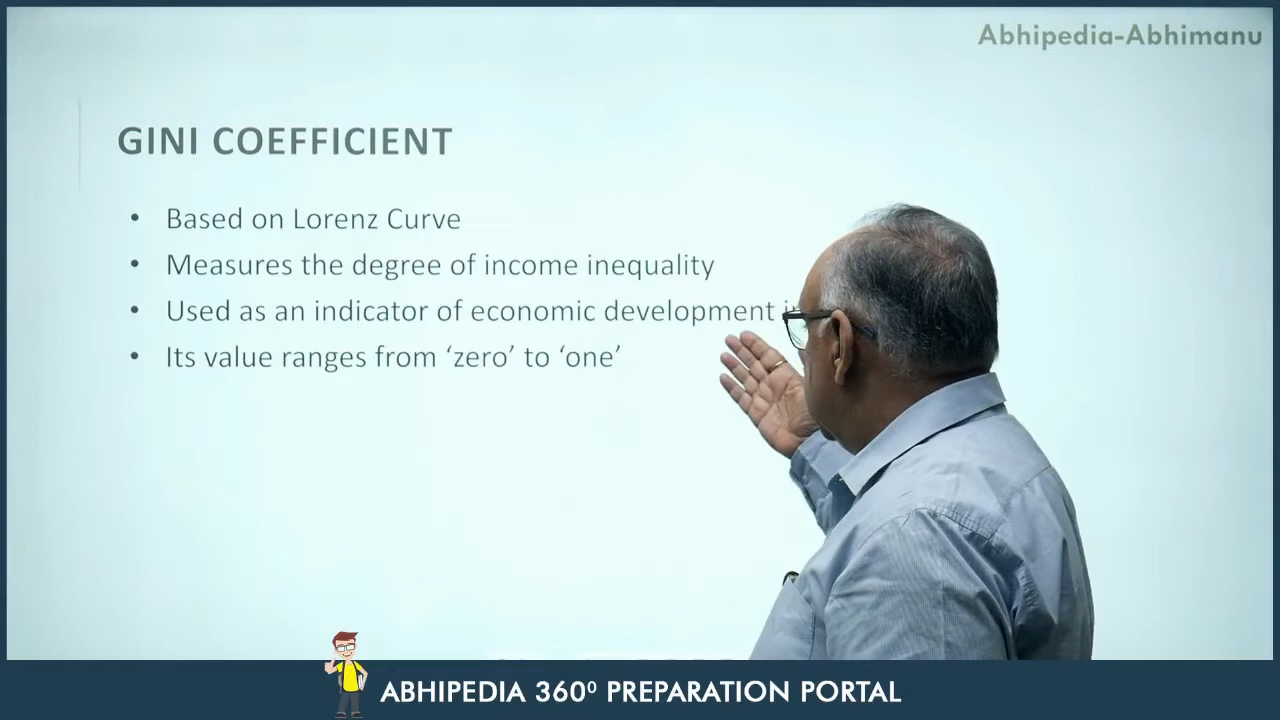 Abhipedia-Abhimanu
GINI COEFFICIENT
• Based on Lorenz Curve
• Measures the degree of income inequality
• Used as an indicator of economic development
• Its value ranges from ‘zero’ to ‘one’
ABHIPEDIA 360⁰ PREPARATION PORTAL